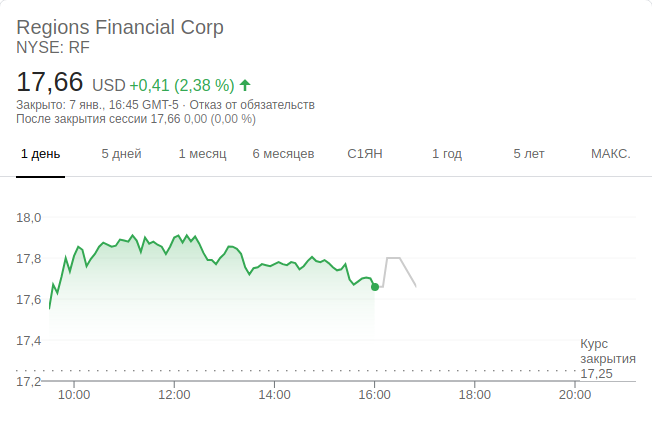 Regions Financial Corp
NYSE: RF
17,66 USD +0,41 (2,38 %)
Закрыто: 7 янв., 16:45 GMT-5 · Отказ от обязательств
После закрытия сессии 17,66 0,00 (0,00 %)
1 день 5 дней 1 месяц 6 месяцев С1ЯН 1 год 5 лет МАКС.
18,0
17,8
17,6
17,4
Курс
закрытия
17,25
17,2
10:00 12:00 14:00 16:00 18:00 20:00